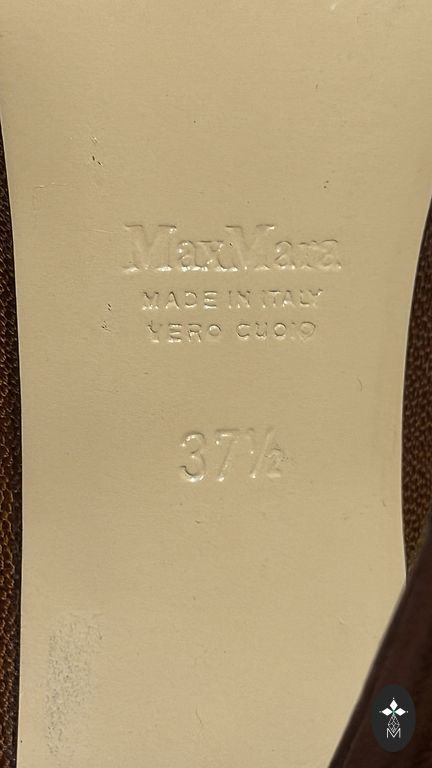 MaxMara
MADE IN ITALY
VERO CUOIO
37½
M